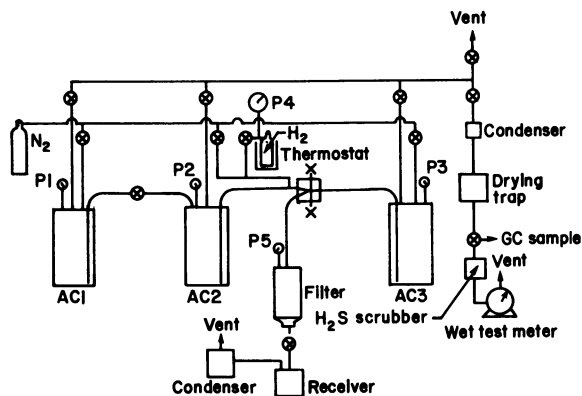 Vent
P4
N₂
H₂
Thermostat
Condenser
P1
P2
P3
Drying trap
GC sample
P5
Vent
AC1
AC2
Filter
AC3
H₂S scrubber
Wet test meter
Vent
Condenser
Receiver